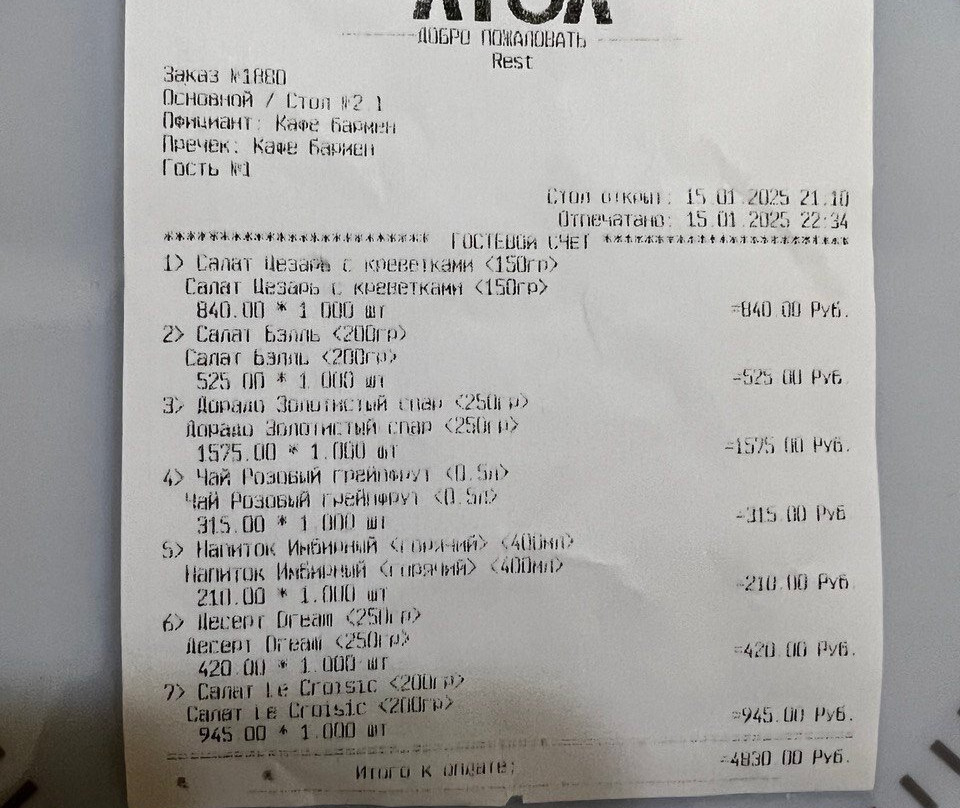 АТОЛ
ДОБРО ПОЖАЛОВАТЬ
Rest
Заказ №1880
Основной / Стол №2 1
Официант: Кафе Бармен
Пречек: Кафе Бармен
Гость №1
Стол открыт: 15.01.2025 21:10
Отпечатано: 15.01.2025 22:34
********************** ГОСТЕВОЙ СЧЕТ **********************
1> Салат Цезарь с креветками <150гр>
Салат Цезарь с креветками <150гр>
840.00 * 1.000 шт =840.00 Руб.
2> Салат Бэлль <200гр>
Салат Бэлль <200гр>
525.00 * 1.000 шт =525.00 Руб.
3> Дорадо Золотистый спар <250гр>
Дорадо Золотистый спар <250гр>
1575.00 * 1.000 шт =1575.00 Руб.
4> Чай Розовый грейпфрут <0.5л>
Чай Розовый грейпфрут <0.5л>
315.00 * 1.000 шт =315.00 Руб.
5> Напиток Имбирный <горячий> <400мл>
Напиток Имбирный <горячий> <400мл>
210.00 * 1.000 шт =210.00 Руб.
6> Десерт Dream <250гр>
Десерт Dream <250гр>
420.00 * 1.000 шт =420.00 Руб.
7> Салат Le Croisic <200гр>
Салат Le Croisic <200гр>
945.00 * 1.000 шт =945.00 Руб.
Итого к оплате: =4830.00 Руб.